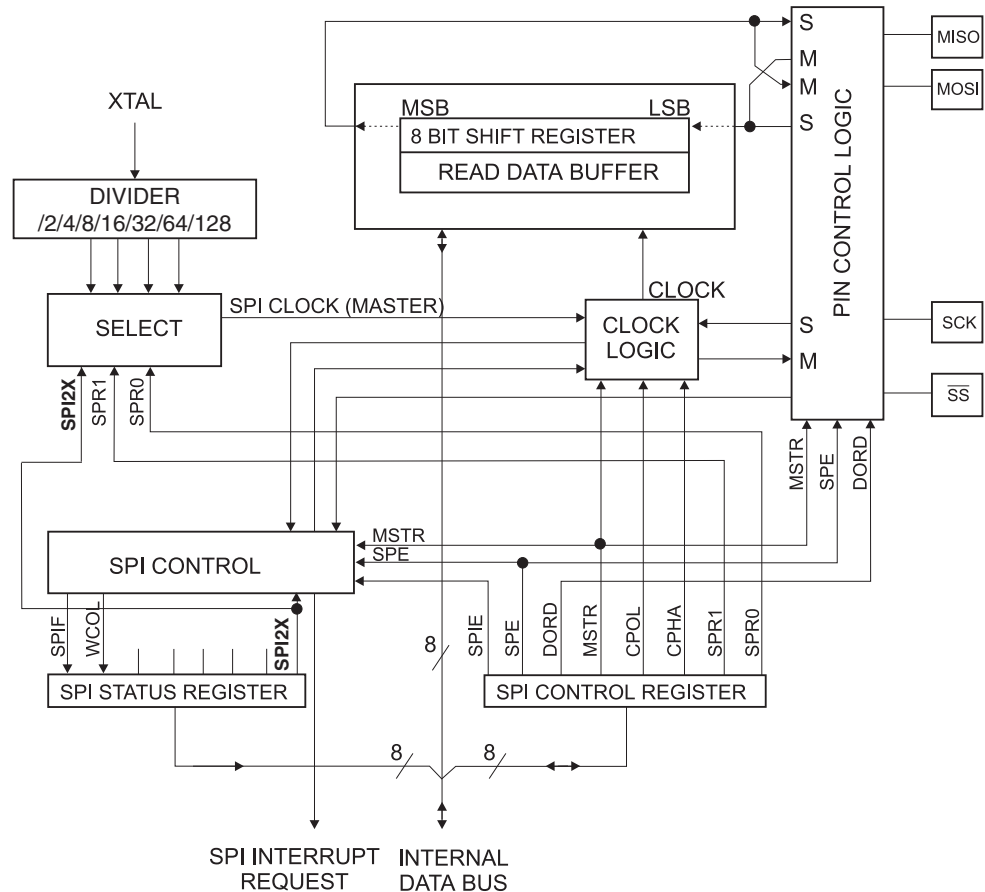 S
MISO
M
M
MOSI
XTAL
MSB
LSB
S
8 BIT SHIFT REGISTER
READ DATA BUFFER
DIVIDER
/2/4/8/16/32/64/128
PIN CONTROL LOGIC
SPI CLOCK (MASTER)
CLOCK
SELECT
CLOCK
LOGIC
S
SCK
M
SPI2X
SPR1
SPR0
SS
MSTR
SPE
DORD
MSTR
SPE
SPI CONTROL
SPIF
WCOL
SPI2X
8
SPIE
SPE
DORD
MSTR
CPOL
CPHA
SPR1
SPR0
SPI STATUS REGISTER
SPI CONTROL REGISTER
8
8
SPI INTERRUPT
REQUEST
INTERNAL
DATA BUS